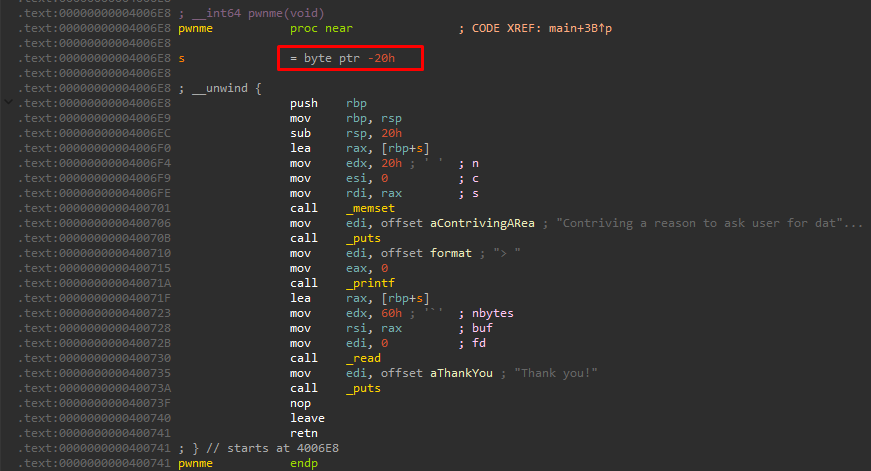 .text:00000000004006E8 ; __int64 pwnme(void)
.text:00000000004006E8 pwnme proc near ; CODE XREF: main+3B↑p
.text:00000000004006E8
.text:00000000004006E8 s = byte ptr -20h
.text:00000000004006E8
.text:00000000004006E8 ; __unwind {
.text:00000000004006E8 push rbp
.text:00000000004006E9 mov rbp, rsp
.text:00000000004006EC sub rsp, 20h
.text:00000000004006F0 lea rax, [rbp+s]
.text:00000000004006F4 mov edx, 20h ; ' ' ; n
.text:00000000004006F9 mov esi, 0 ; c
.text:00000000004006FE mov rdi, rax ; s
.text:0000000000400701 call _memset
.text:0000000000400706 mov edi, offset aContrivingARea ; "Contriving a reason to ask user for dat"...
.text:000000000040070B call _puts
.text:0000000000400710 mov edi, offset format ; "> "
.text:0000000000400715 mov eax, 0
.text:000000000040071A call _printf
.text:000000000040071F lea rax, [rbp+s]
.text:0000000000400723 mov edx, 60h ; '`' ; nbytes
.text:0000000000400728 mov rsi, rax ; buf
.text:000000000040072B mov edi, 0 ; fd
.text:0000000000400730 call _read
.text:0000000000400735 mov edi, offset aThankYou ; "Thank you!"
.text:000000000040073A call _puts
.text:000000000040073F nop
.text:0000000000400740 leave
.text:0000000000400741 retn
.text:0000000000400741 ; } // starts at 4006E8
.text:0000000000400741 pwnme endp